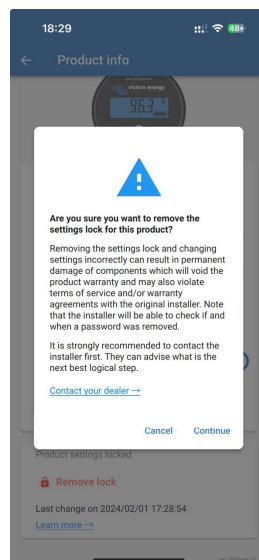 18:29
48
Product info
victron energy
96.3
Are you sure you want to remove the
settings lock for this product?
Removing the settings lock and changing
settings incorrectly can result in permanent
damage of components which will void the
product warranty and may also violate
terms of service and/or warranty
agreements with the original installer. Note
that the installer will be able to check if and
when a password was removed.
It is strongly recommended to contact the
installer first. They can advise what is the
next best logical step.
Contact your dealer →
Cancel Continue
Product settings locked
Remove lock
Last change on 2024/02/01 17:28:54
Learn more →